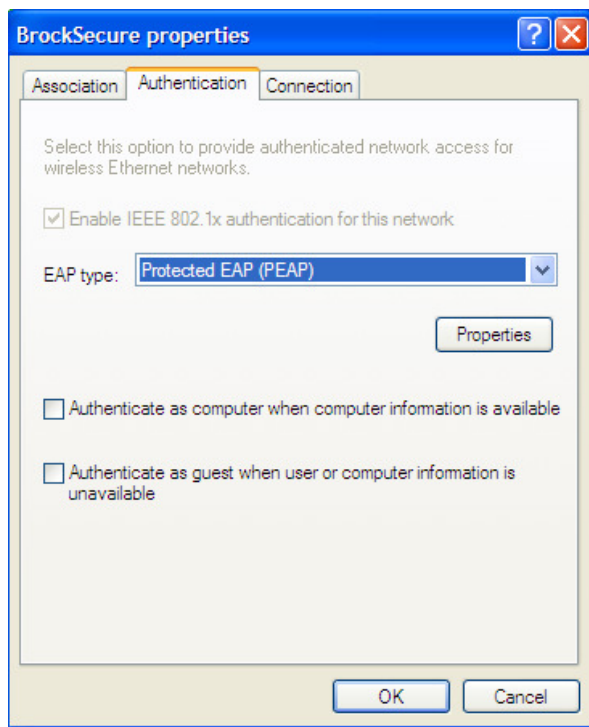 BrockSecure properties
Association Authentication Connection
Select this option to provide authenticated network access for
wireless Ethernet networks.
Enable IEEE 802.1x authentication for this network
EAP type: Protected EAP (PEAP)
Properties
Authenticate as computer when computer information is available
Authenticate as guest when user or computer information is
unavailable
OK Cancel